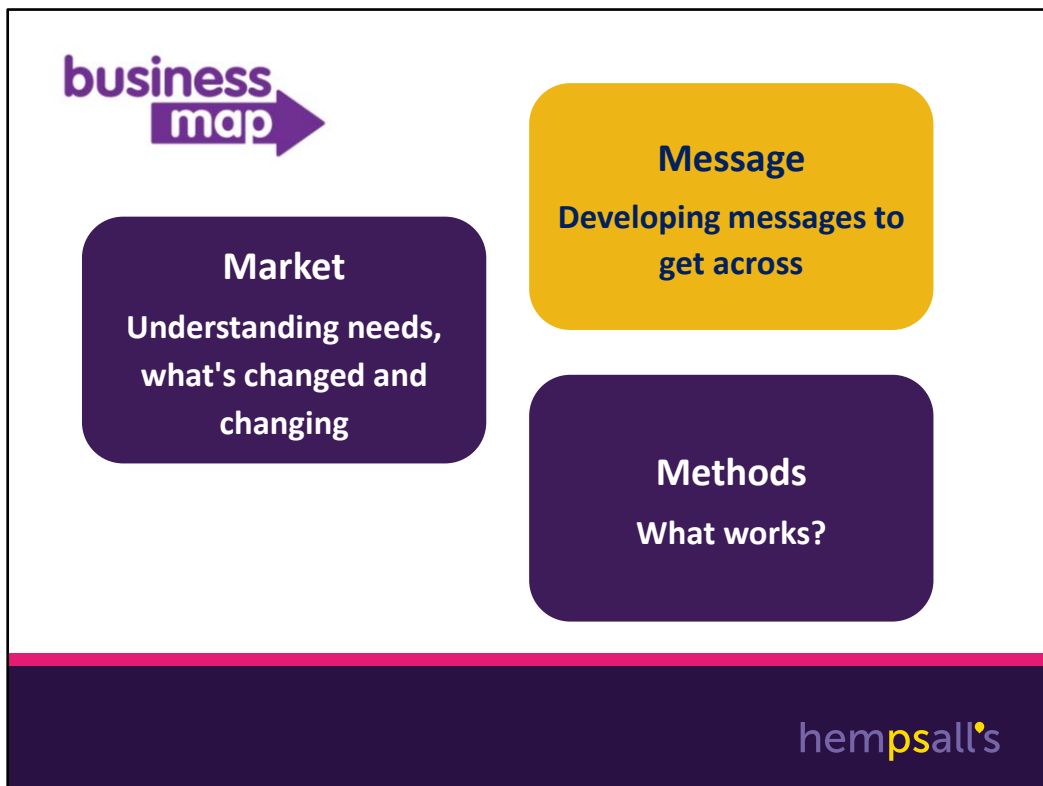 business
map
Market
Understanding needs,
what's changed and
changing
Message
Developing messages to
get across
Methods
What works?
hempsall's